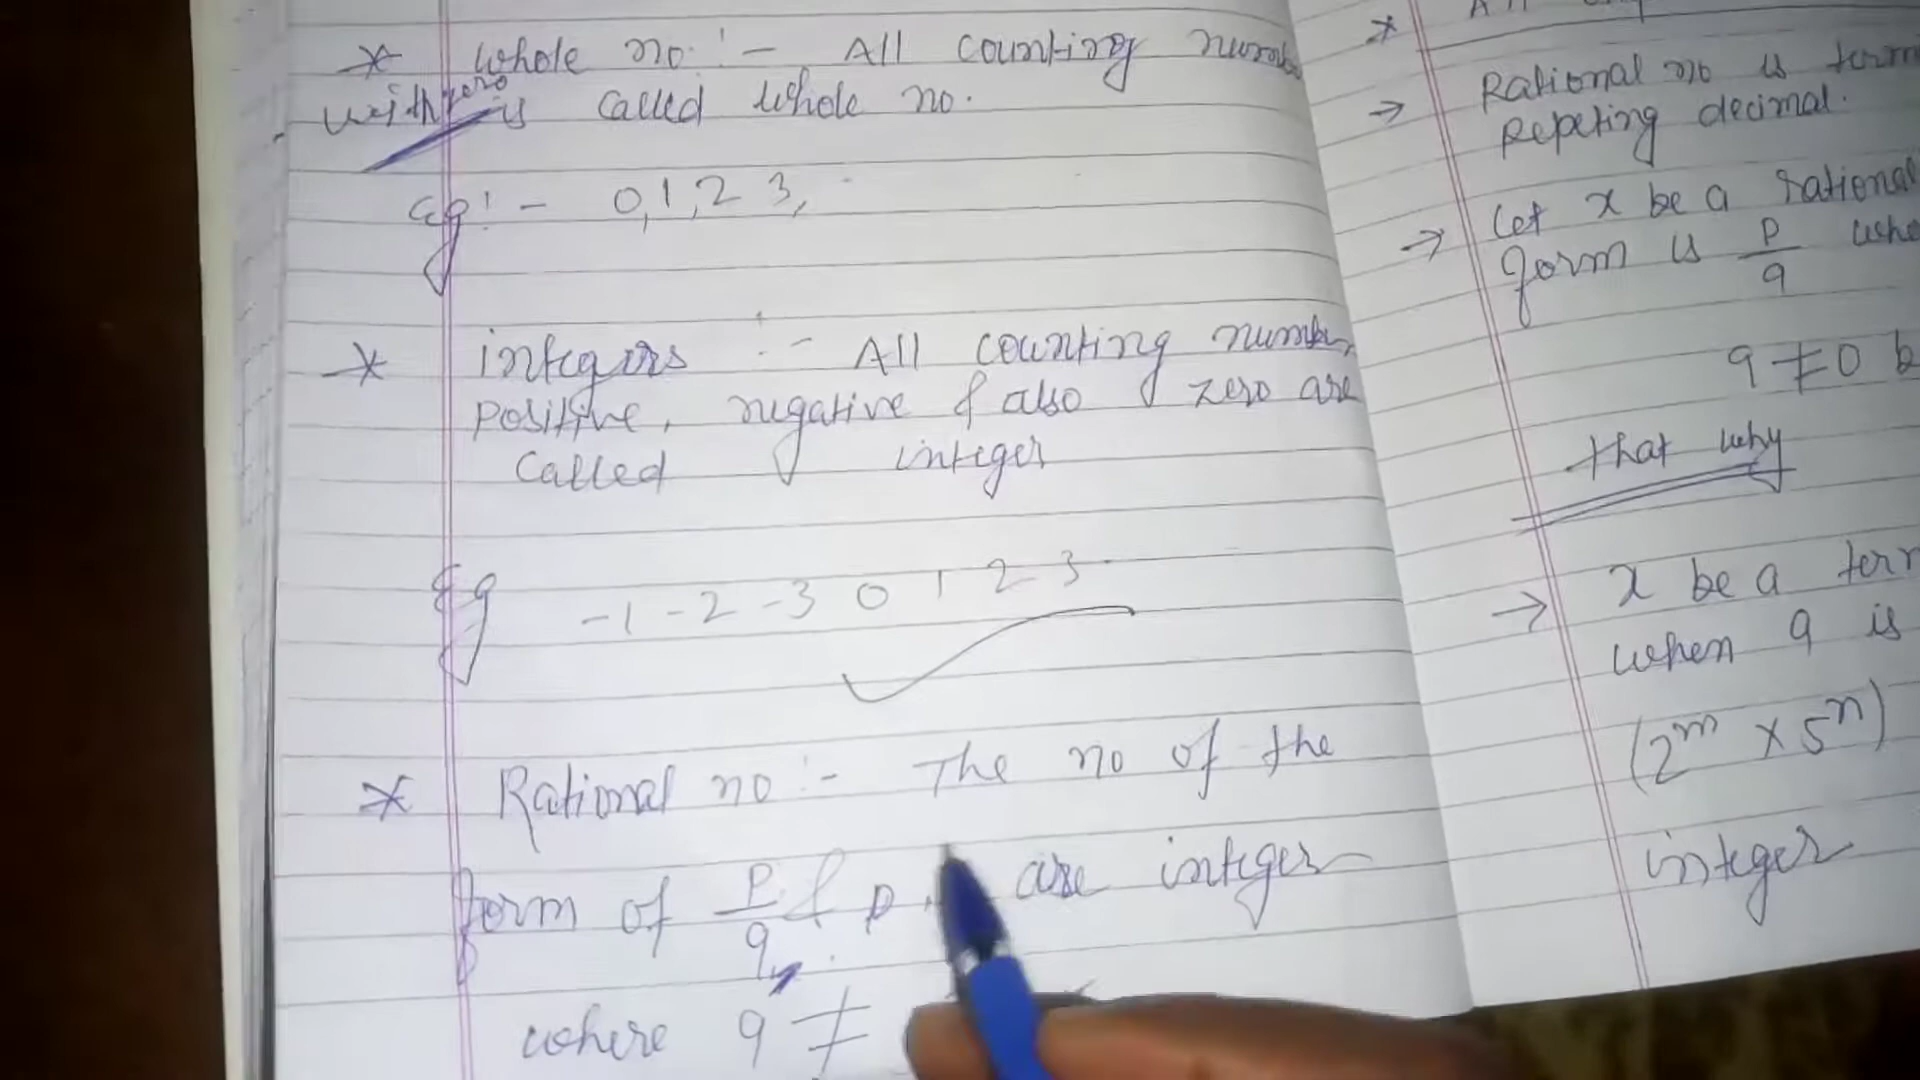 * Whole no :- All counting numb
with zero is called whole no.
Eg :- 0, 1, 2 3,
* integers :- All counting number,
positive, negative & also zero are
called integer
Eg -1 -2 -3 0 1 2 3
* Rational no :- The no of the
form of p/q & p, are integer
where q ≠
*
→ Rational no is term
Repeting decimal.
→ Let x be a rational
form is p/q whe
q ≠ 0 b
that why
→ x be a ter
when q is
(2^m × 5^n)
integer